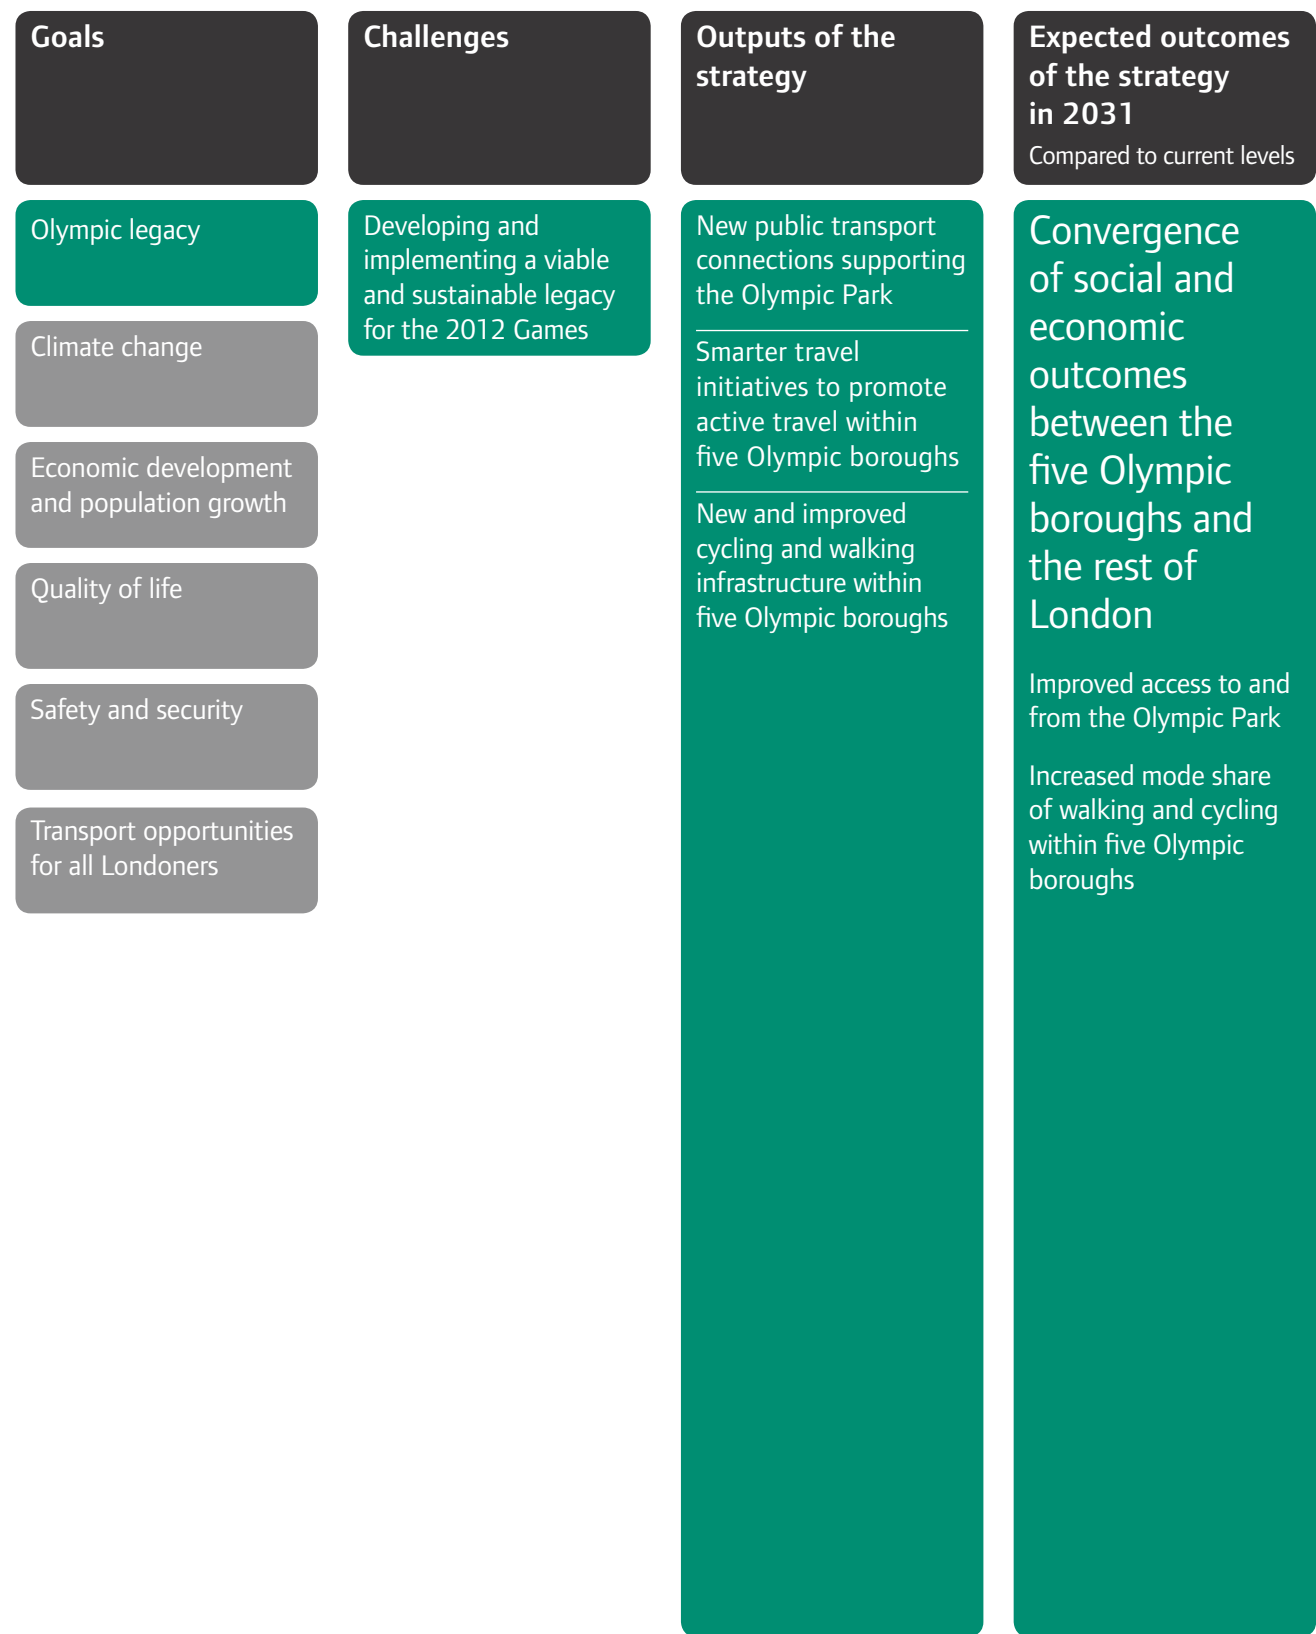 Goals
Olympic legacy
Climate change
Economic development
and population growth
Quality of life
Safety and security
Transport opportunities
for all Londoners
Challenges
Developing and
implementing a viable
and sustainable legacy
for the 2012 Games
Outputs of the
strategy
New public transport
connections supporting
the Olympic Park
Smarter travel
initiatives to promote
active travel within
five Olympic boroughs
New and improved
cycling and walking
infrastructure within
five Olympic boroughs
Expected outcomes
of the strategy
in 2031
Compared to current levels
Convergence
of social and
economic
outcomes
between the
five Olympic
boroughs and
the rest of
London
Improved access to and
from the Olympic Park
Increased mode share
of walking and cycling
within five Olympic
boroughs